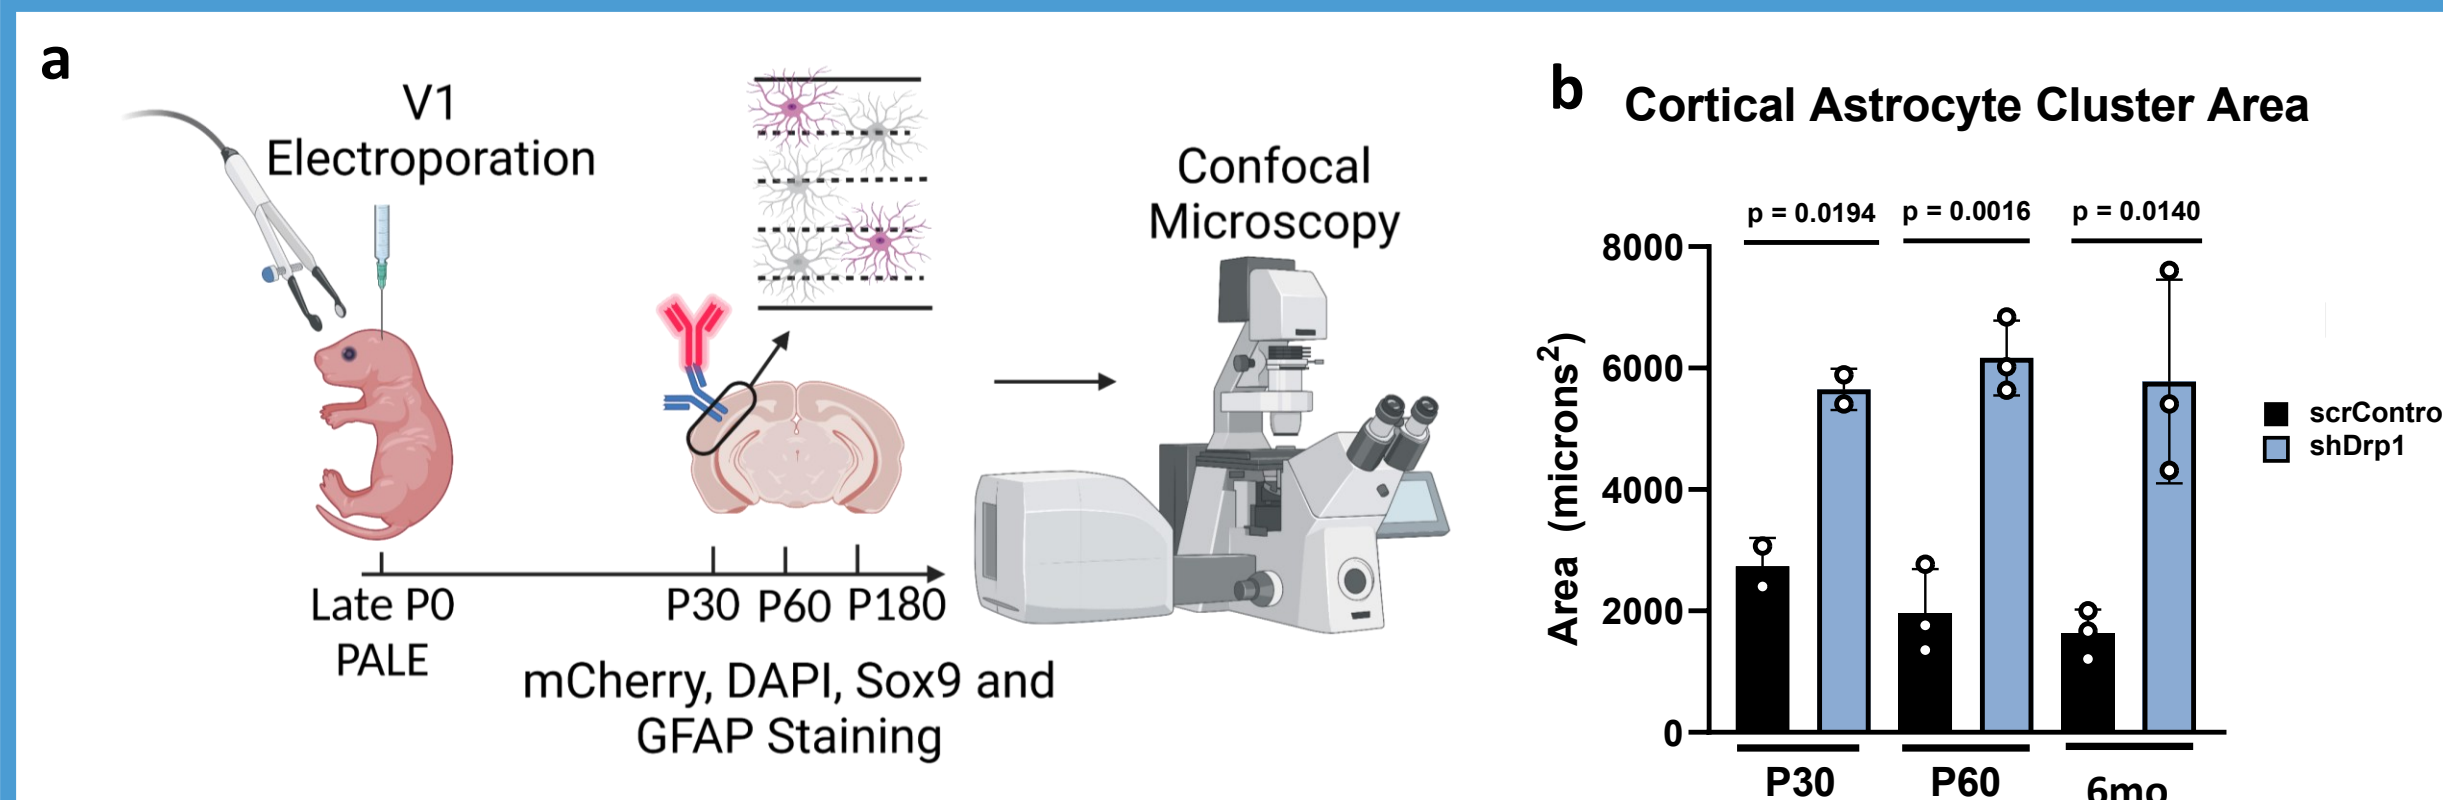 a
V1
Electroporation
Late P0
PALE
P30 P60 P180
mCherry, DAPI, Sox9 and
GFAP Staining
Confocal
Microscopy
b
Cortical Astrocyte Cluster Area
p = 0.0194
p = 0.0016
p = 0.0140
Area (microns²)
8000
6000
4000
2000
0
P30
P60
6mo
scrContro
shDrp1